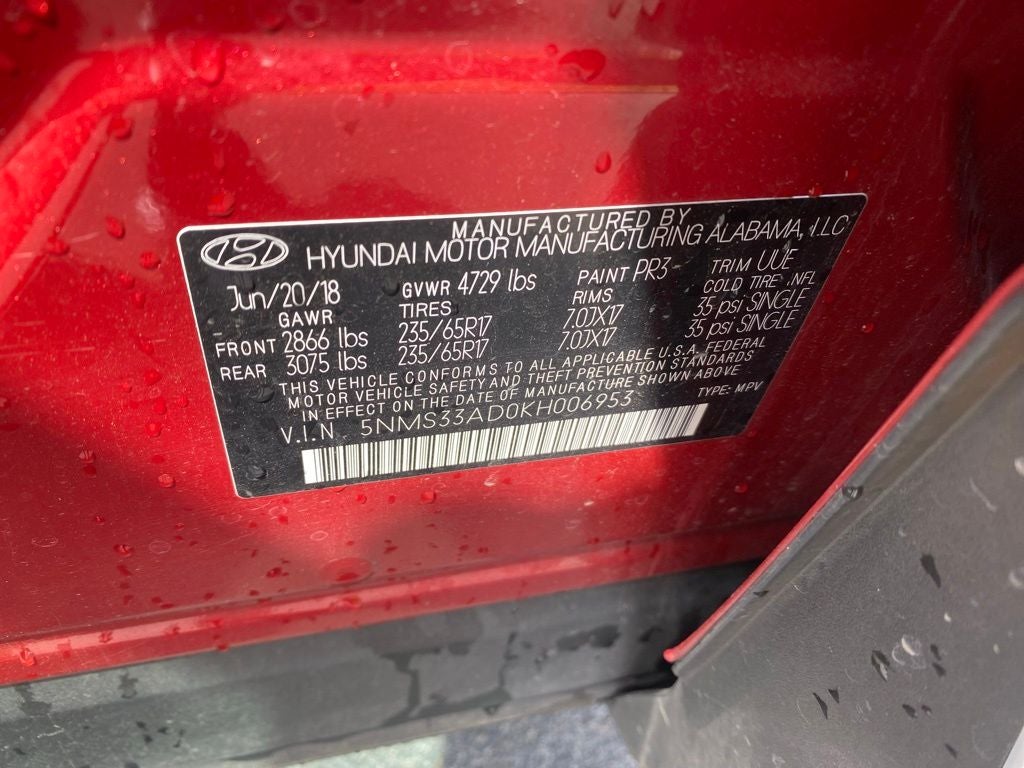 MANUFACTURED BY
HYUNDAI MOTOR MANUFACTURING ALABAMA, LLC
Jun/20/18 GVWR 4729 lbs PAINT PR3 TRIM UUE
GAWR TIRES RIMS COLD TIRE: NFL
FRONT 2866 lbs 235/65R17 7.0JX17 35 psi SINGLE
REAR 3075 lbs 235/65R17 7.0JX17 35 psi SINGLE
THIS VEHICLE CONFORMS TO ALL APPLICABLE U.S.A. FEDERAL
MOTOR VEHICLE SAFETY AND THEFT PREVENTION STANDARDS
IN EFFECT ON THE DATE OF MANUFACTURE SHOWN ABOVE
V.I.N. 5NMS33AD0KH006953 TYPE: MPV